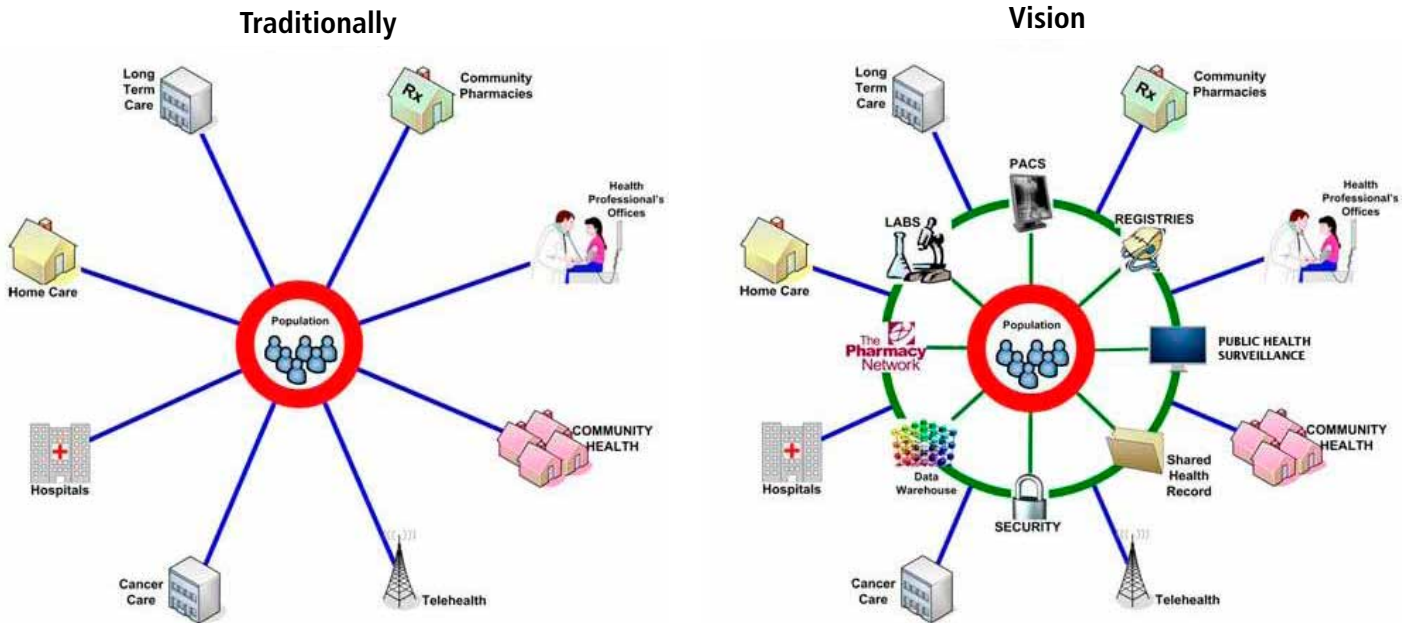 Traditionally
Long
Term
Care
Rx
Community
Pharmacies
Health
Professional's
Offices
Home Care
Population
COMMUNITY
HEALTH
Hospitals
Cancer
Care
Telehealth
Vision
Long
Term
Care
Rx
Community
Pharmacies
PACS
Health
Professional's
Offices
LABS
REGISTRIES
Home Care
Population
The
Pharmacy
Network
PUBLIC HEALTH
SURVEILLANCE
COMMUNITY
HEALTH
Hospitals
Data
Warehouse
Shared
Health
Record
SECURITY
Cancer
Care
Telehealth